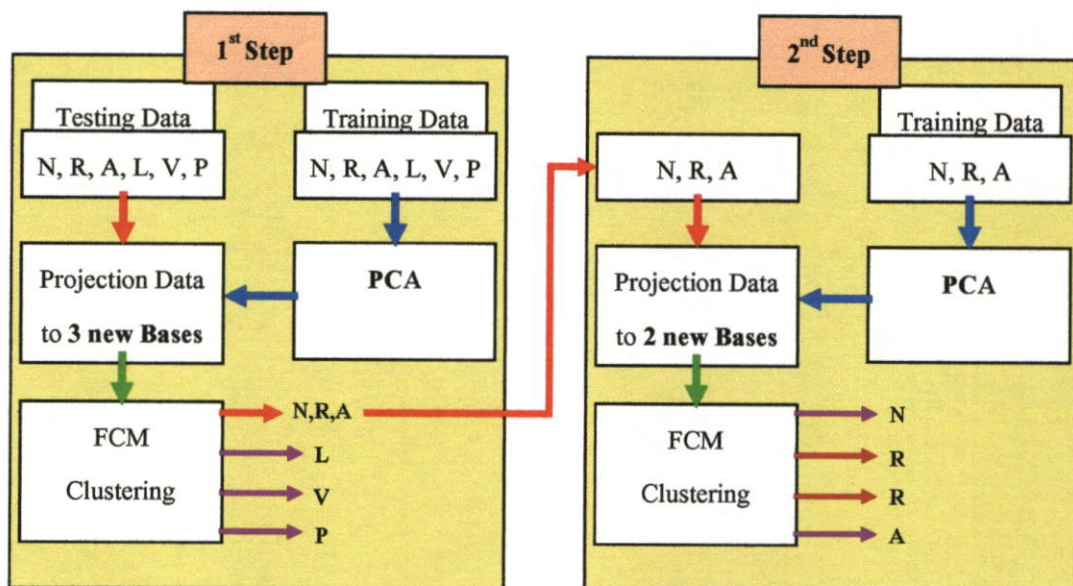 1st Step
Testing Data
N, R, A, L, V, P
Training Data
N, R, A, L, V, P
Projection Data
to 3 new Bases
PCA
FCM
Clustering
N,R,A
L
V
P
2nd Step
N, R, A
Training Data
N, R, A
Projection Data
to 2 new Bases
PCA
FCM
Clustering
N
R
R
A